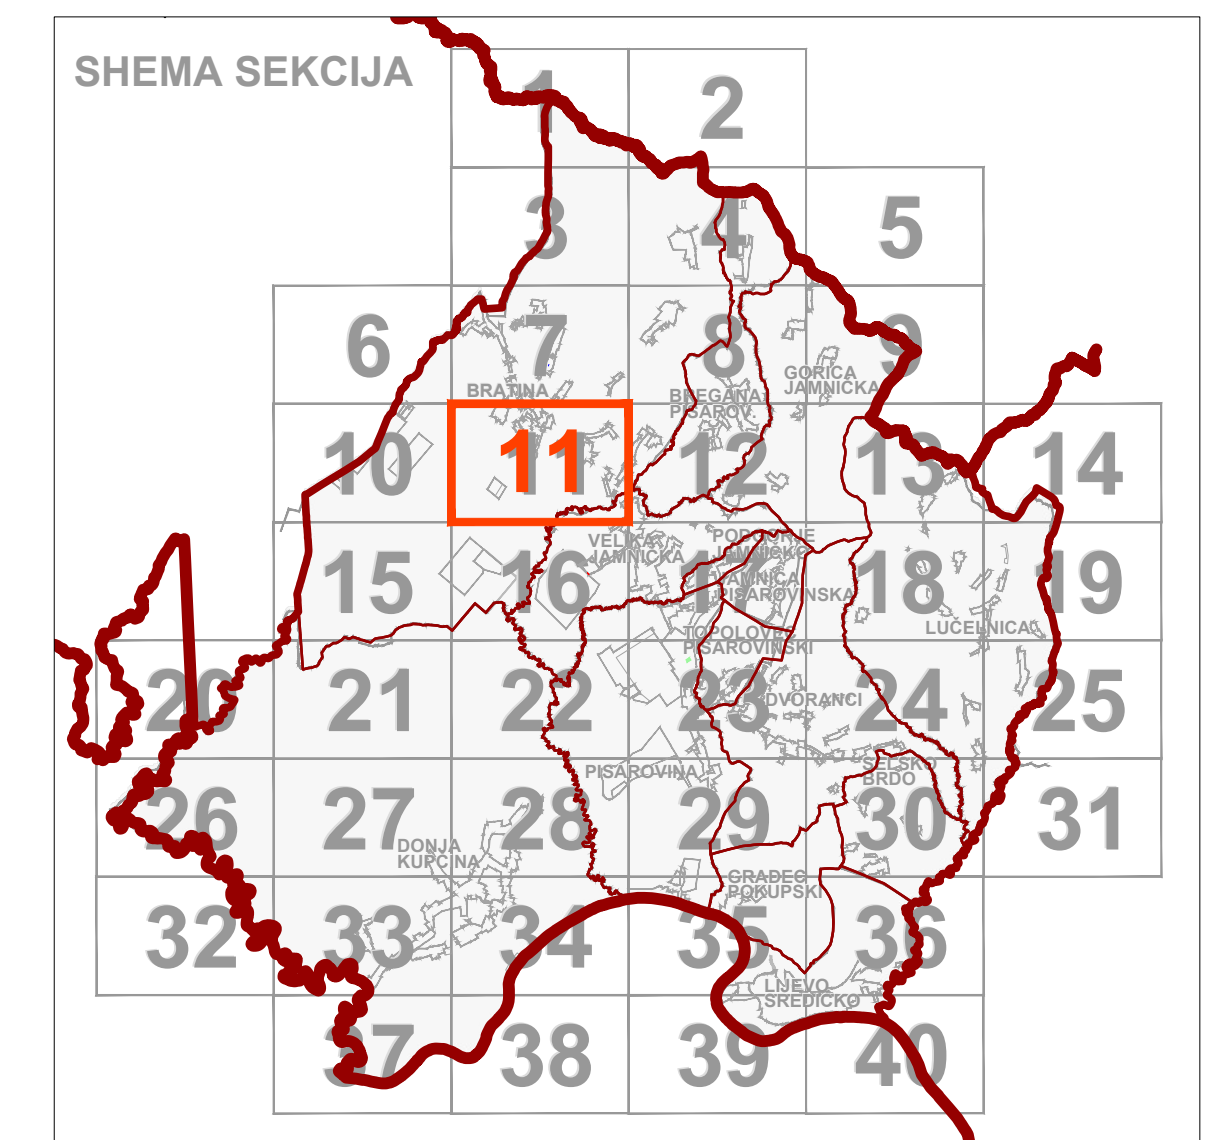 SHEMA SEKCIJA
1
2
3
4
5
6
7
8
9
GORICA
JAMNIČKA
BRATINA
BREGANA
PISAROV.
10
11
12
13
14
VELIKA
JAMNIČKA
PODGORJE
JAMNIČKO
15
16
17
18
19
JAMNICA
PISAROVINSKA
LUČELNICA
TOPOLOVEC
PISAROVINSKI
20
21
22
23
DVORANCI
24
25
PISAROVINA
SELSKO
BRDO
26
27
28
29
30
31
DONJA
KUPČINA
GRADEC
POKUPSKI
32
33
34
35
36
LIJEVO
SREDIČKO
37
38
39
40